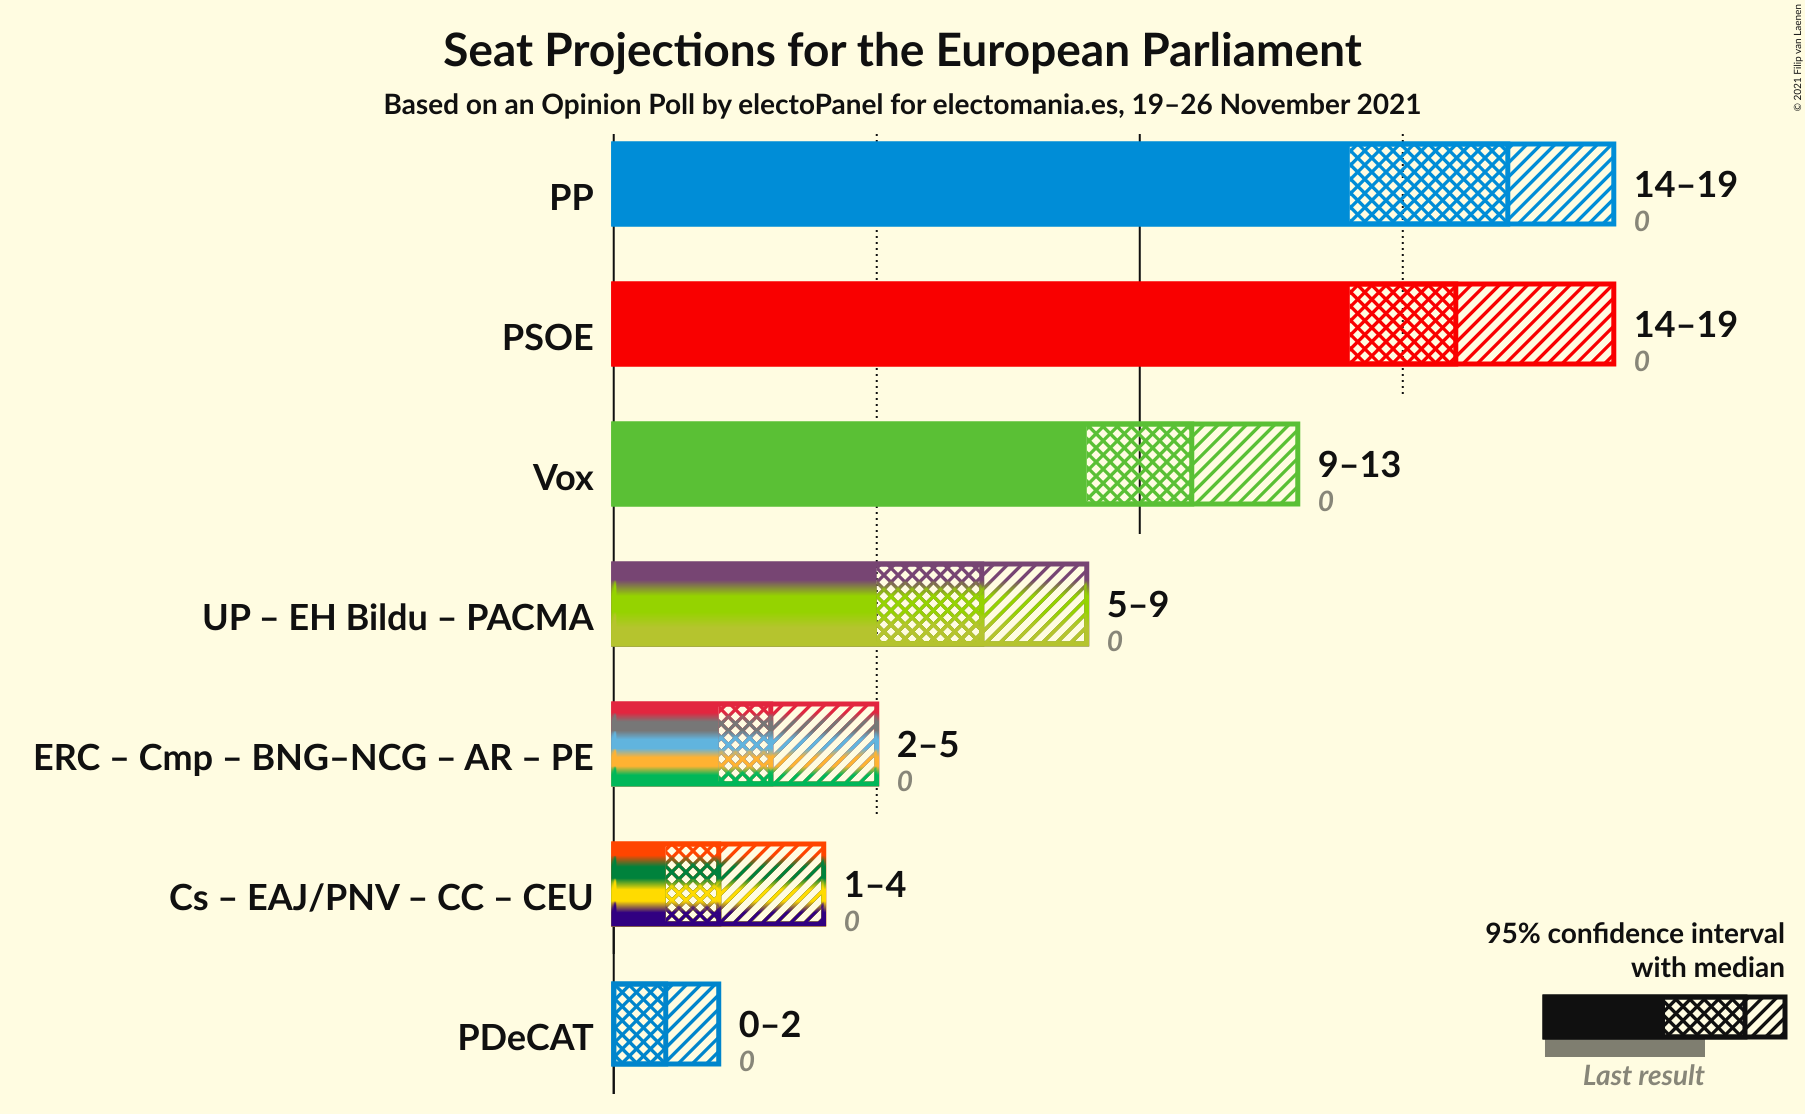 Seat Projections for the European Parliament
Based on an Opinion Poll by electoPanel for electomania.es, 19–26 November 2021
© 2021 Filip van Laenen
PP
14–19
0
PSOE
14–19
0
Vox
9–13
0
UP – EH Bildu – PACMA
5–9
0
ERC – Cmp – BNG–NCG – AR – PE
2–5
0
Cs – EAJ/PNV – CC – CEU
1–4
0
PDeCAT
0–2
0
95% confidence interval
with median
Last result